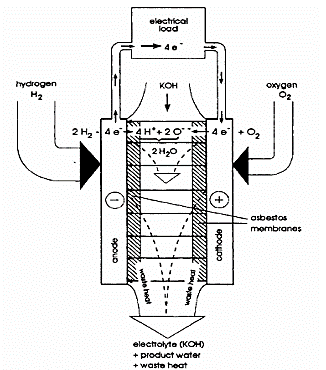 electrical
load
4 e⁻
hydrogen
H₂
KOH
oxygen
O₂
2 H₂ - 4 e⁻ 4 H⁺ + 2 O⁻⁻ 4 e⁻ + O₂
2 H₂O
−
+
asbestos
membranes
anode
cathode
waste heat
waste heat
electrolyte (KOH)
+ product water
+ waste heat